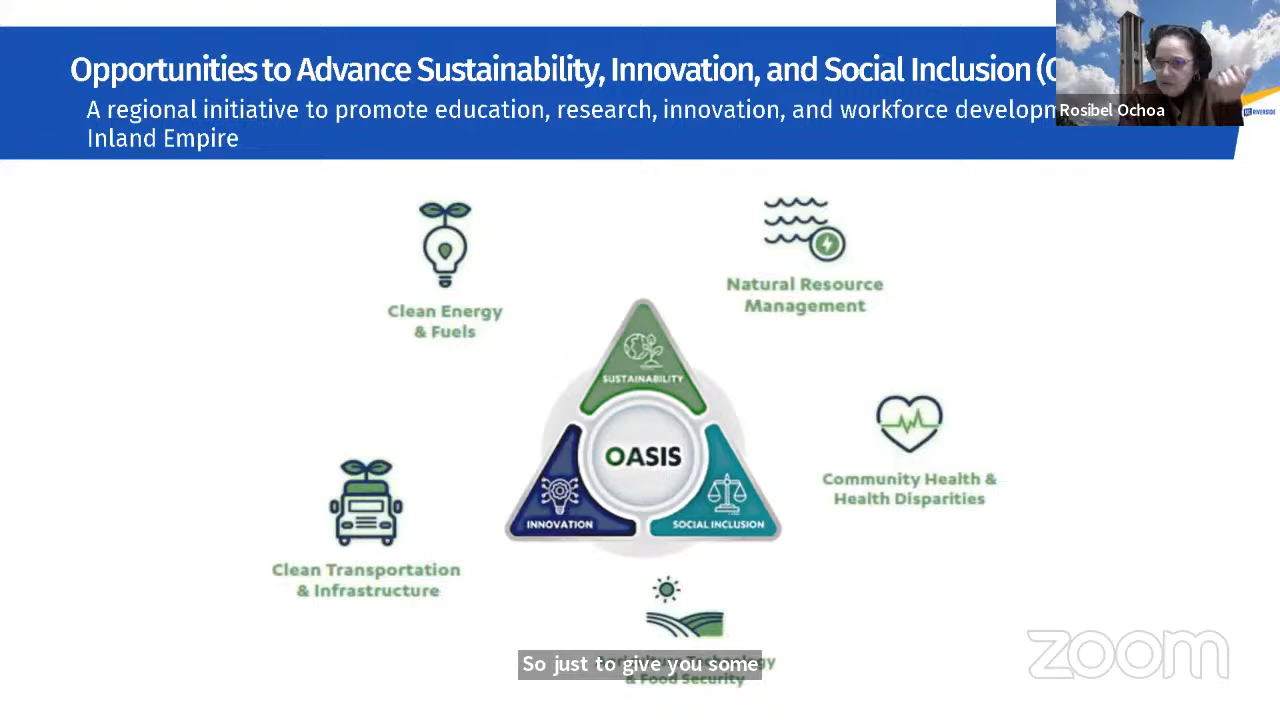 Opportunities to Advance Sustainability, Innovation, and Social Inclusion (
A regional initiative to promote education, research, innovation, and workforce developm
Inland Empire
Rosibel Ochoa
RIVERSIDE
Clean Energy
& Fuels
Natural Resource
Management
SUSTAINABILITY
OASIS
INNOVATION
SOCIAL INCLUSION
Community Health &
Health Disparities
Clean Transportation
& Infrastructure
So just to give you some
& Food Security
zoom